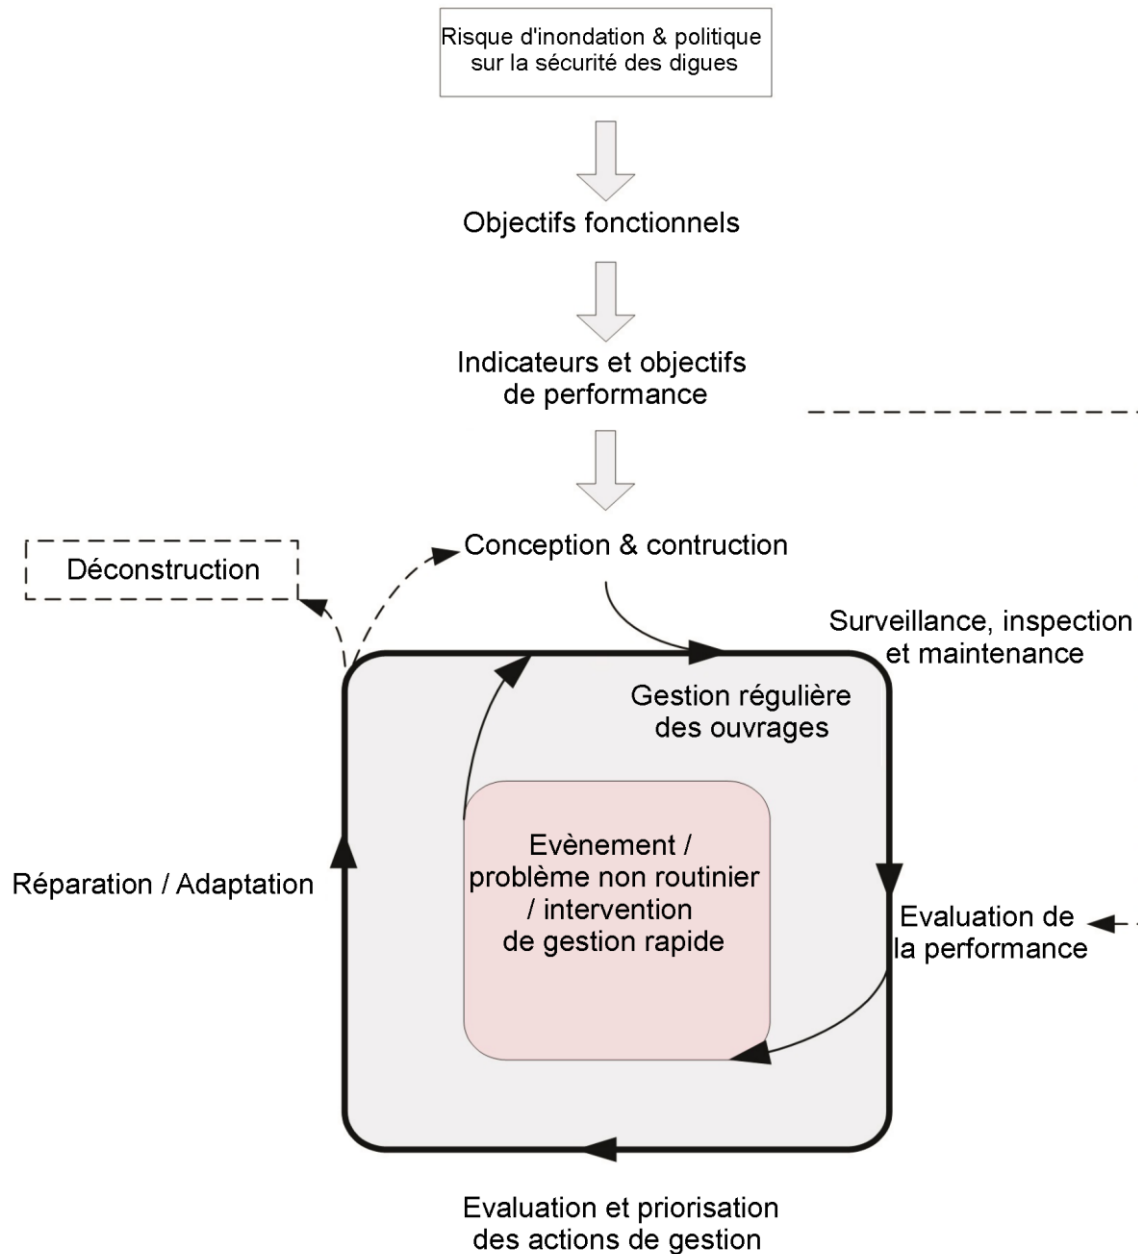 Risque d'inondation & politique
sur la sécurité des digues
Objectifs fonctionnels
Indicateurs et objectifs
de performance
Conception & contruction
Déconstruction
Surveillance, inspection
et maintenance
Gestion régulière
des ouvrages
Evènement /
problème non routinier
/ intervention
de gestion rapide
Réparation / Adaptation
Evaluation de
la performance
Evaluation et priorisation
des actions de gestion